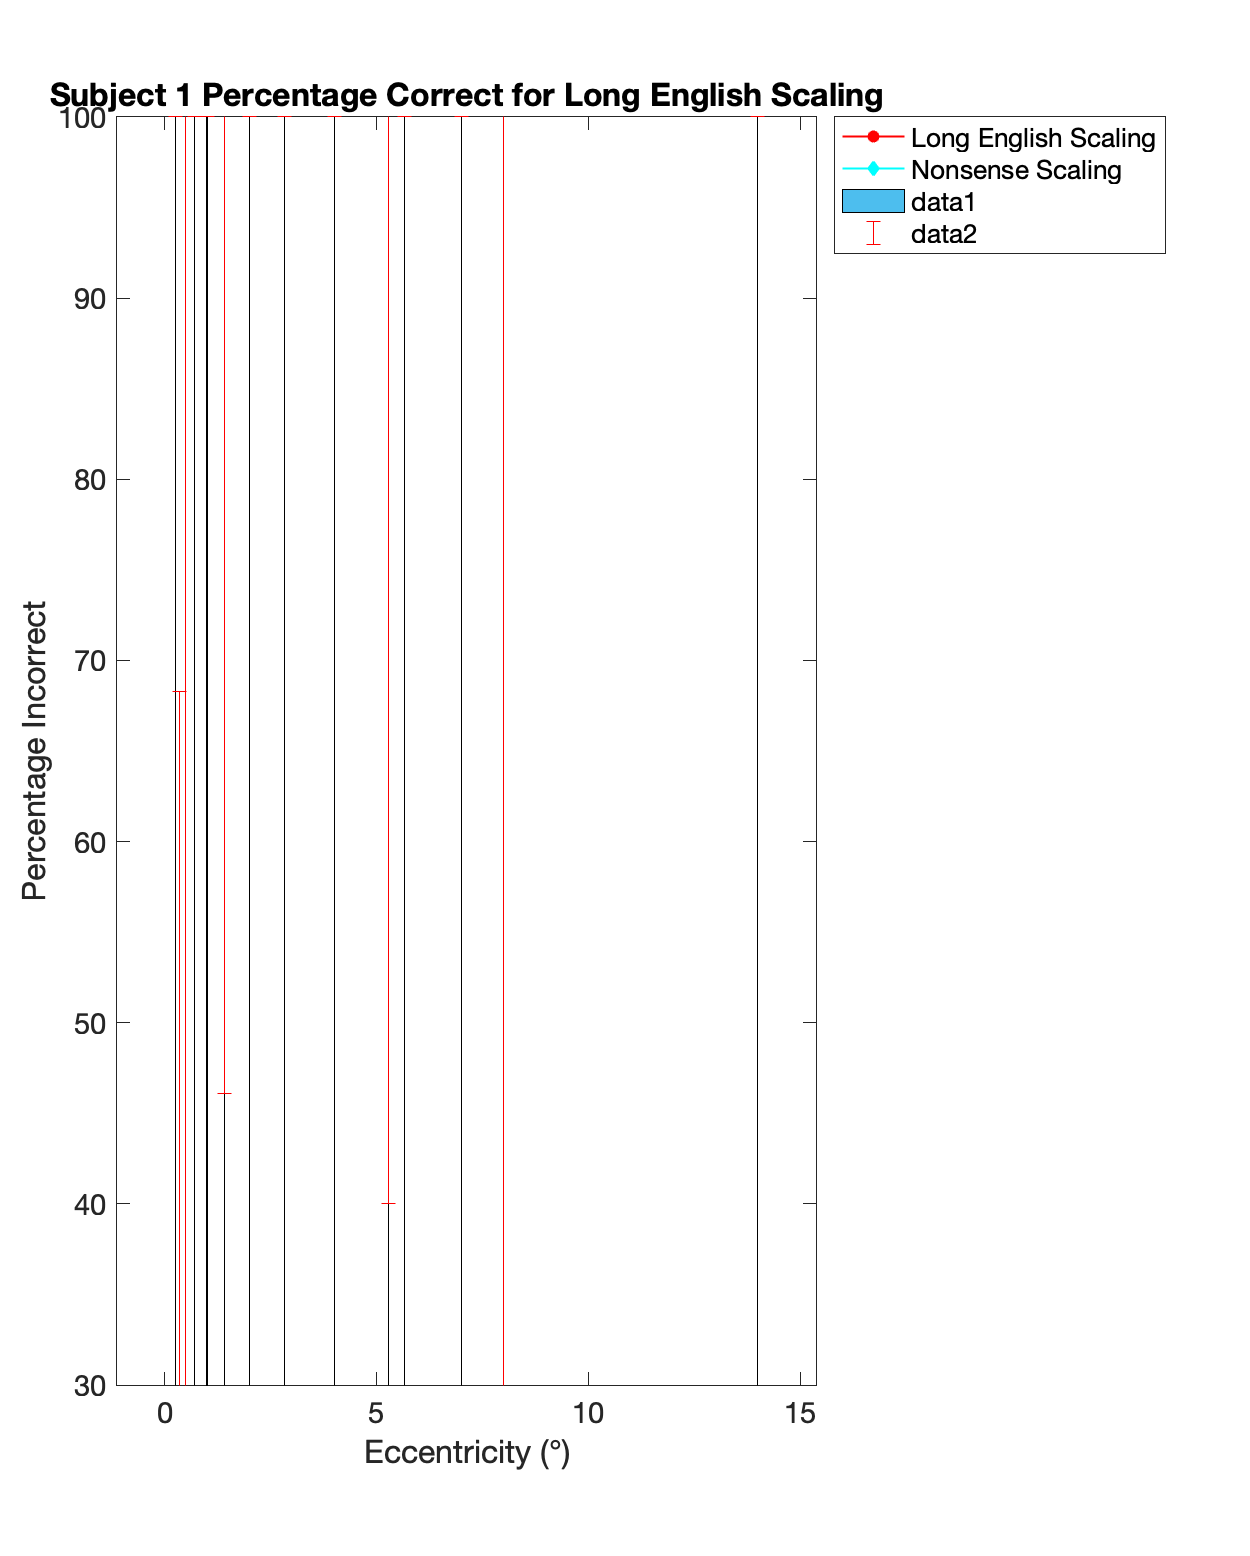 Subject 1 Percentage Correct for Long English Scaling
Long English Scaling
Nonsense Scaling
data1
data2
100
90
80
70
60
50
40
30
Percentage Incorrect
0 5 10 15
Eccentricity (°)